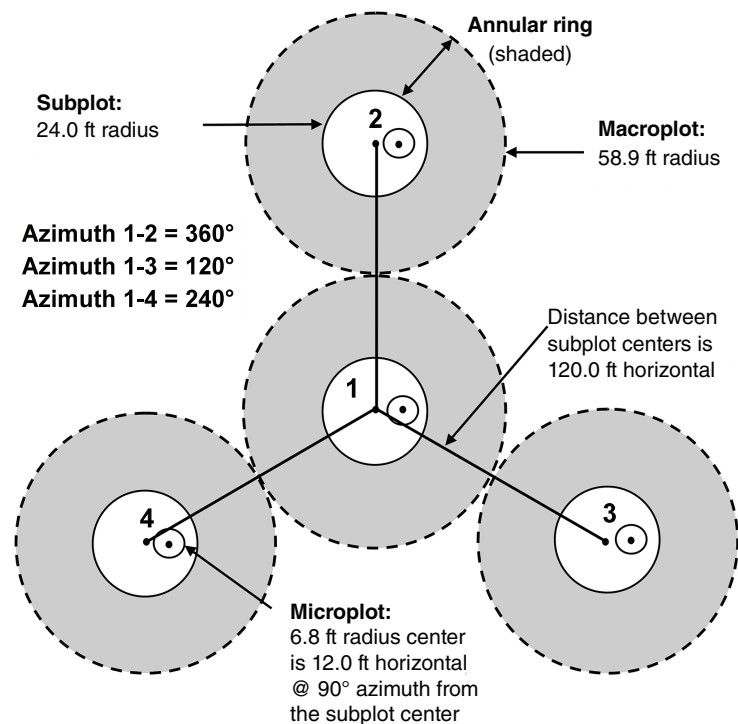 Annular ring
(shaded)
Subplot:
24.0 ft radius
2
Macroplot:
58.9 ft radius
Azimuth 1-2 = 360°
Azimuth 1-3 = 120°
Azimuth 1-4 = 240°
Distance between
subplot centers is
120.0 ft horizontal
1
4
3
Microplot:
6.8 ft radius center
is 12.0 ft horizontal
@ 90° azimuth from
the subplot center